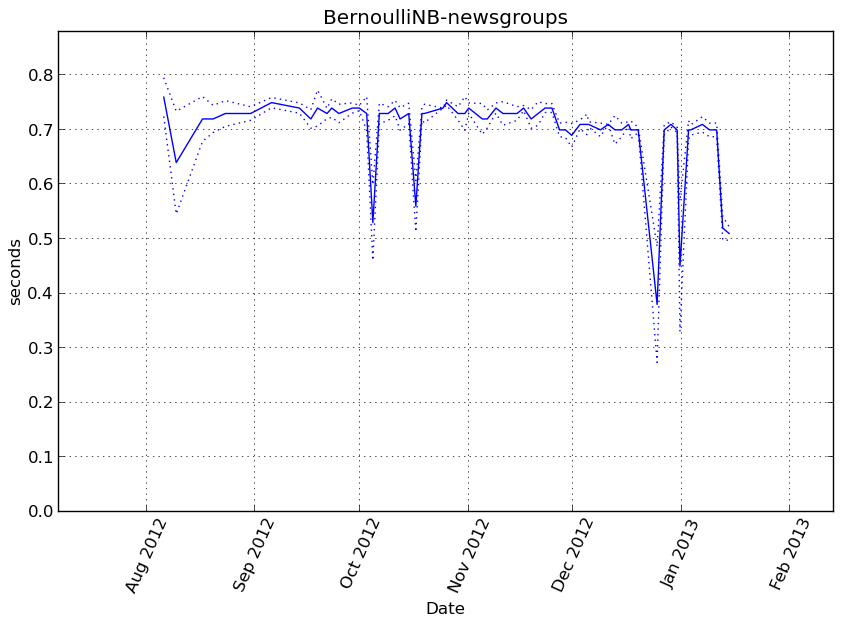 BernoulliNB-newsgroups
0.8
0.7
0.6
0.5
0.4
0.3
0.2
0.1
0.0
seconds
Aug 2012
Sep 2012
Oct 2012
Nov 2012
Dec 2012
Jan 2013
Feb 2013
Date